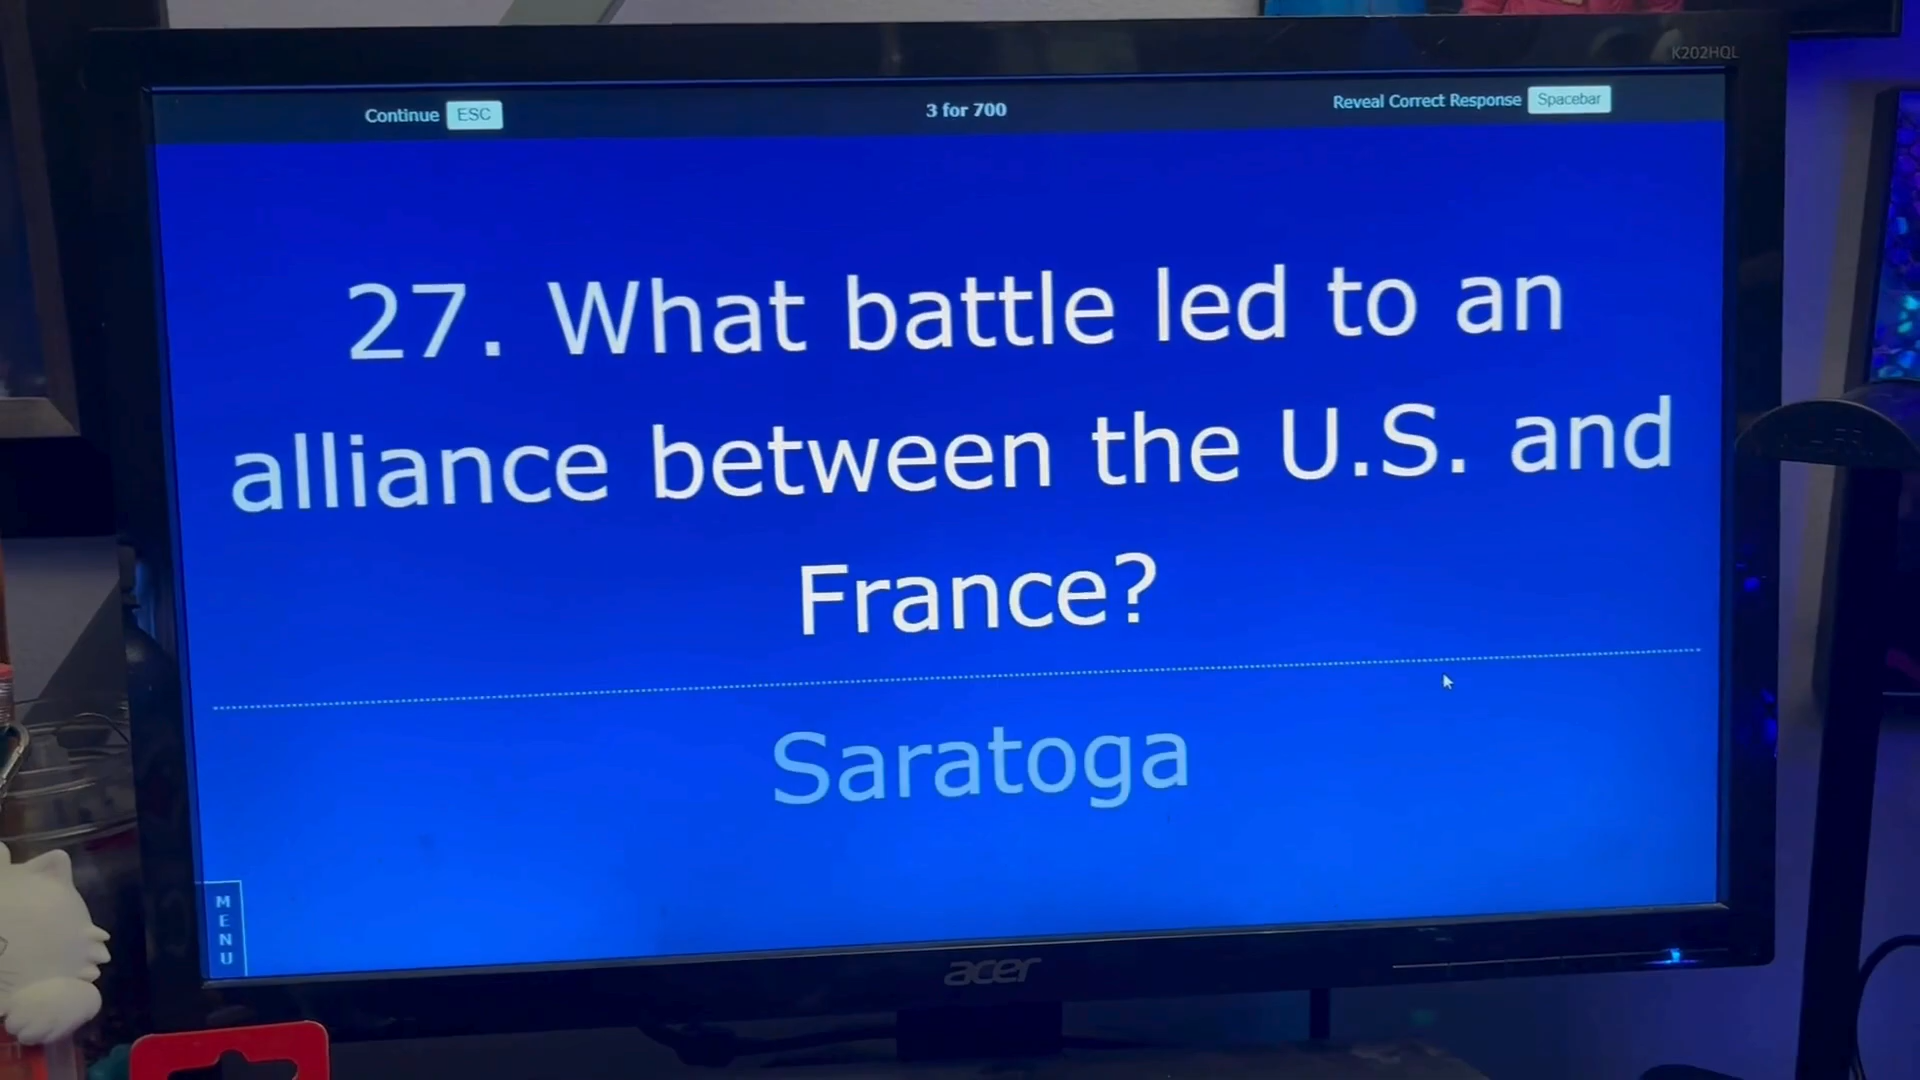 K202HQL
Continue ESC
3 for 700
Reveal Correct Response Spacebar
27. What battle led to an
alliance between the U.S. and
France?
Saratoga
MENU
acer